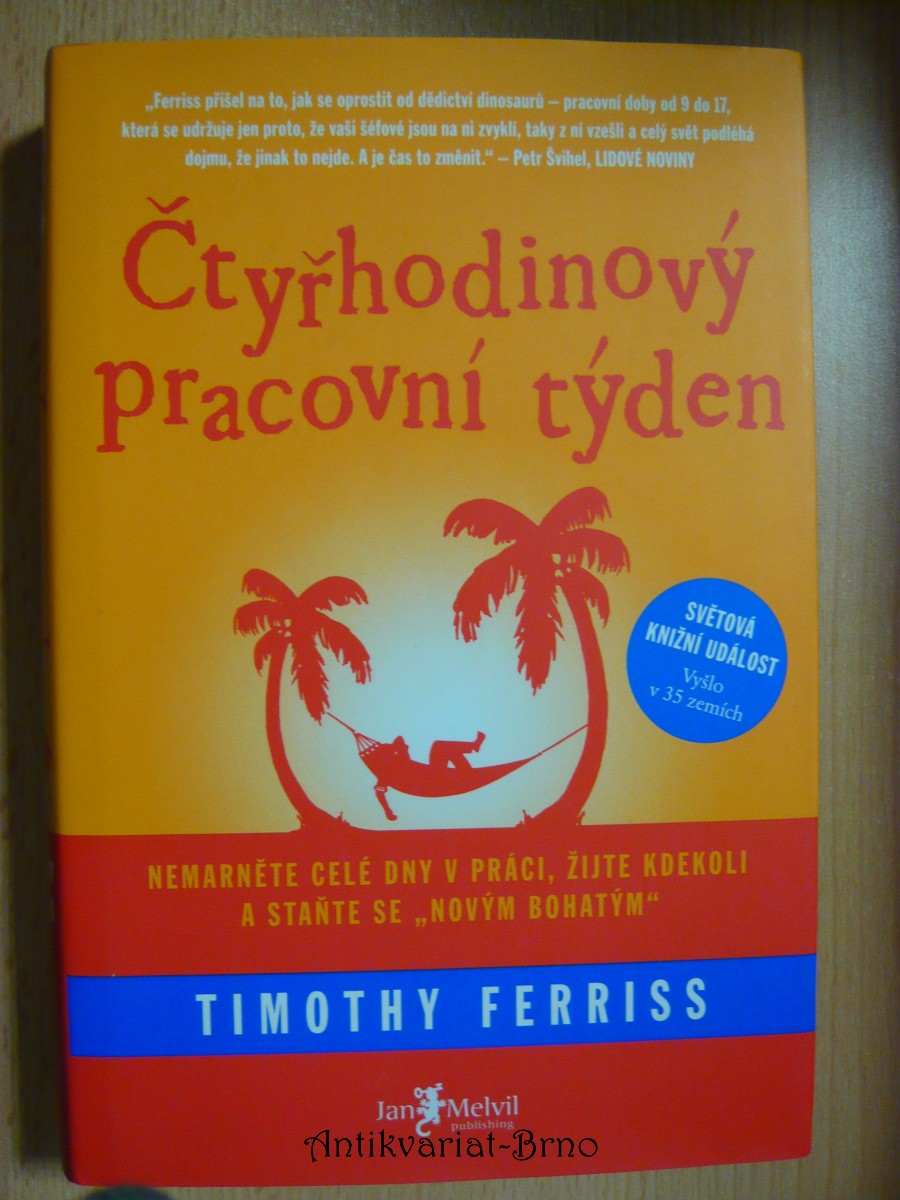 „Ferriss přišel na to, jak se oprostit od dědictví dinosaurů – pracovní doby od 9 do 17,
která se udržuje jen proto, že vaši šéfové jsou na ni zvyklí, taky z ní vzešli a celý svět podléhá
dojmu, že jinak to nejde. A je čas to změnit.“ – Petr Švihel, LIDOVÉ NOVINY
Čtyřhodinový
pracovní týden
SVĚTOVÁ
KNIŽNÍ UDÁLOST
Vyšlo
v 35 zemích
NEMARNĚTE CELÉ DNY V PRÁCI, ŽIJTE KDEKOLI
A STAŇTE SE „NOVÝM BOHATÝM“
TIMOTHY FERRISS
Jan Melvil
publishing
Antikvariat-Brno